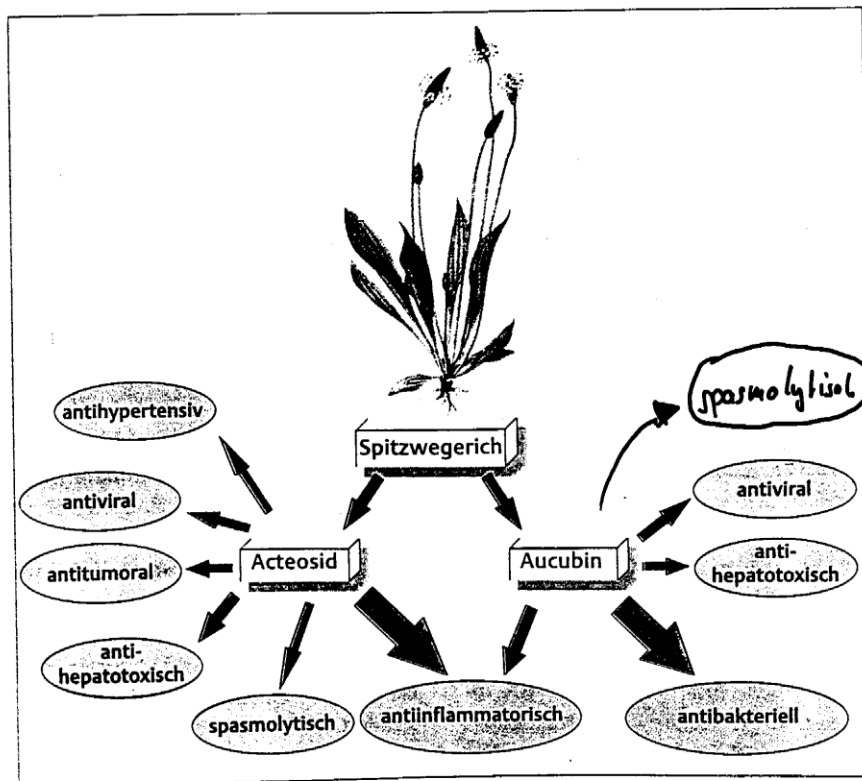 spasmolytisch
antihypertensiv
Spitzwegerich
antiviral
antiviral
Acteosid
Aucubin
antitumoral
anti-
hepatotoxisch
anti-
hepatotoxisch
spasmolytisch
antiinflammatorisch
antibakteriell